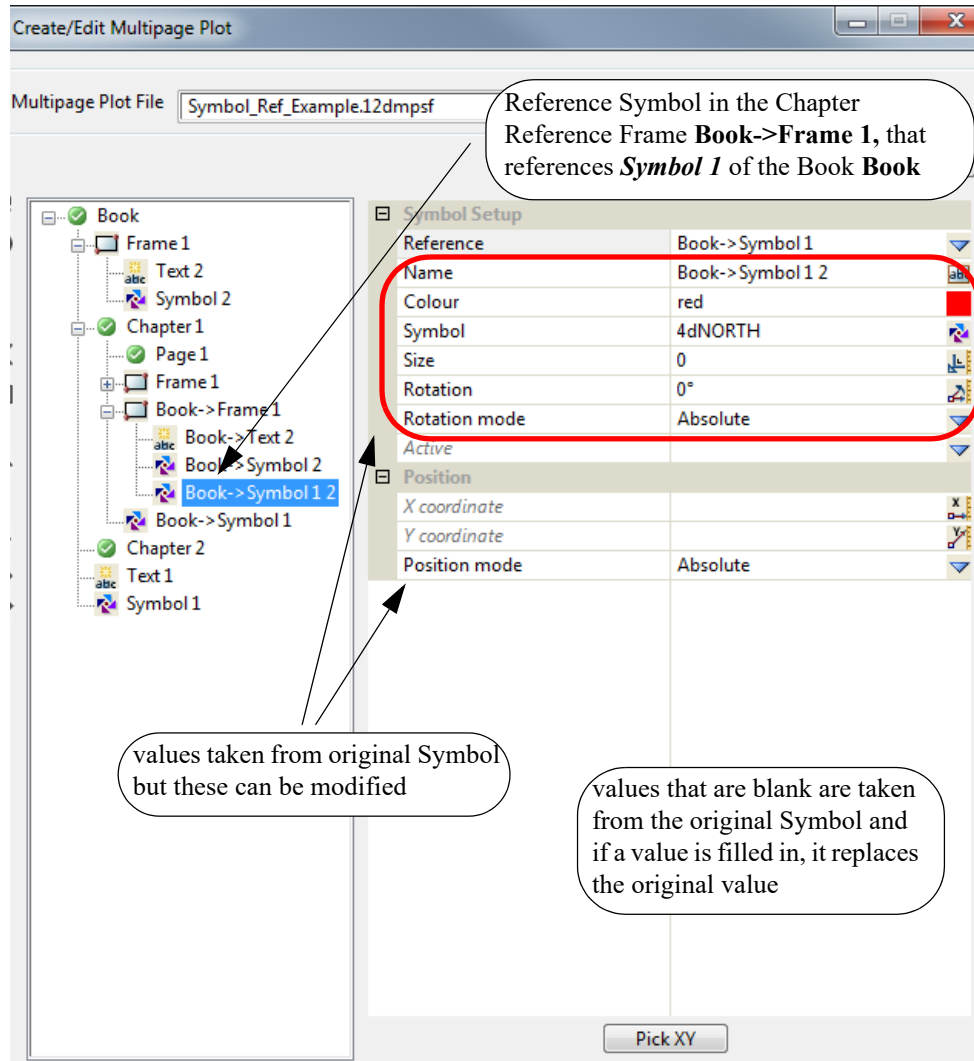 Create/Edit Multipage Plot
Multipage Plot File Symbol_Ref_Example.12dmpsf
Reference Symbol in the Chapter
Reference Frame Book->Frame 1, that
references Symbol 1 of the Book Book
Book
Frame 1
abc Text 2
Symbol 2
Chapter 1
Page 1
Frame 1
Book->Frame 1
abc Book->Text 2
Book->Symbol 2
Book->Symbol 1 2
Book->Symbol 1
Chapter 2
abc Text 1
Symbol 1
Symbol Setup
Reference Book->Symbol 1
Name Book->Symbol 1 2
Colour red
Symbol 4dNORTH
Size 0
Rotation 0°
Rotation mode Absolute
Active
Position
X coordinate
Y coordinate
Position mode Absolute
values taken from original Symbol
but these can be modified
values that are blank are taken
from the original Symbol and
if a value is filled in, it replaces
the original value
Pick XY